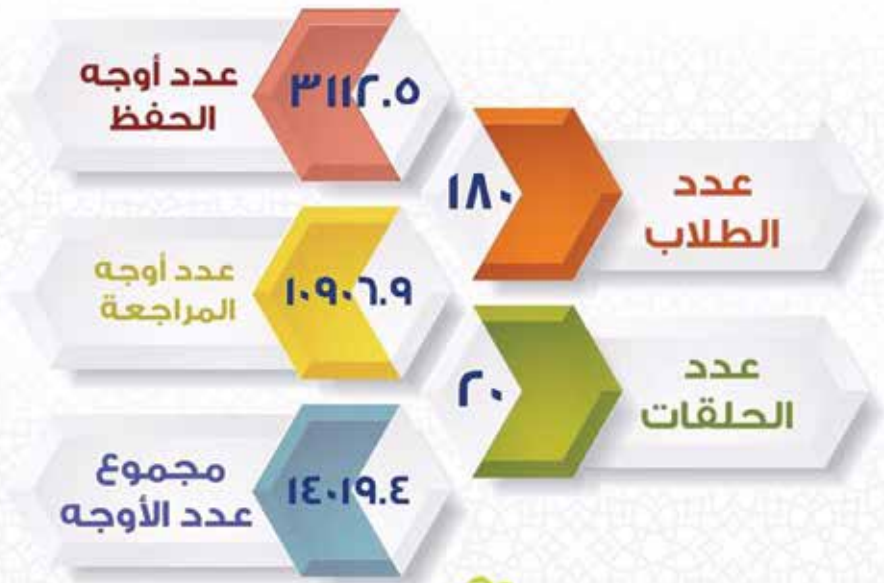 عدد أوجه
الحفظ
٣١١٢.٥
عدد
الطلاب
١٨٠
عدد أوجه
المراجعة
١٠٩٠٦.٩
عدد
الحلقات
٢٠
مجموع
عدد الأوجه
١٤٠١٩.٤